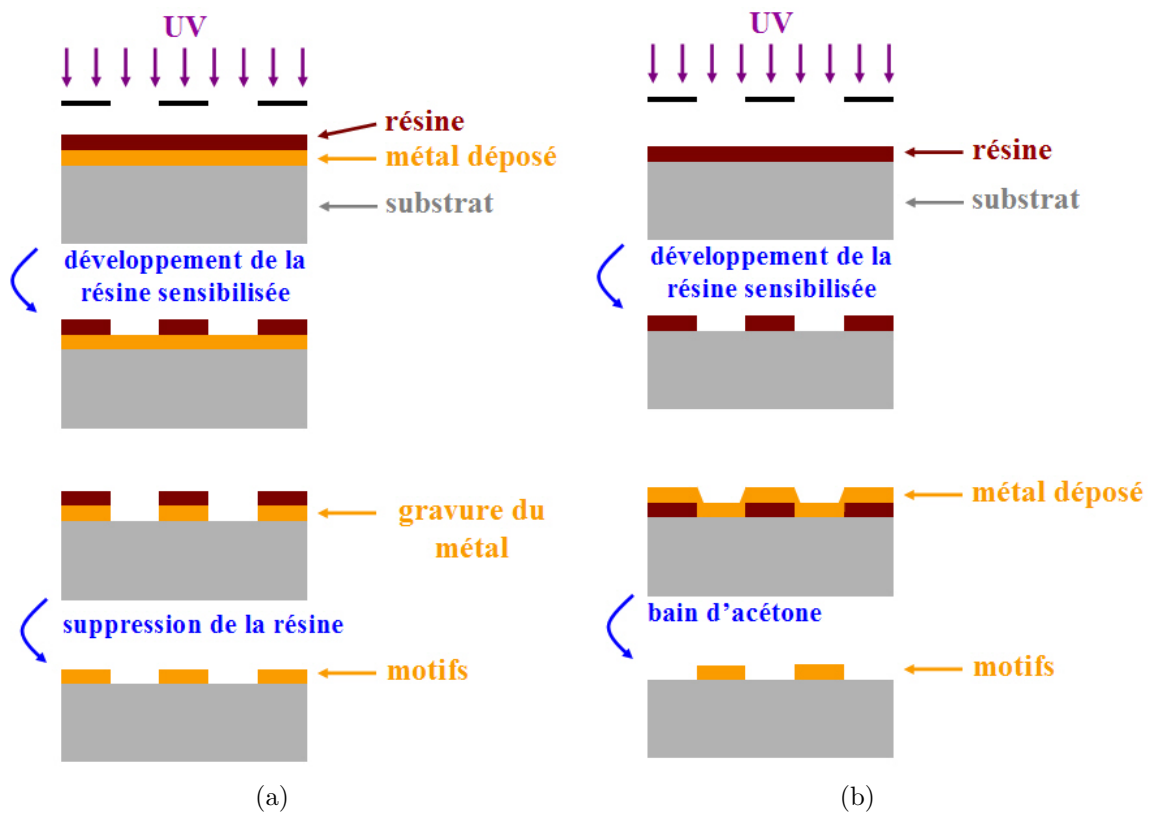 UV
résine
métal déposé
substrat
développement de la
résine sensibilisée
gravure du
métal
suppression de la résine
motifs
(a)
UV
résine
substrat
développement de la
résine sensibilisée
métal déposé
bain d'acétone
motifs
(b)